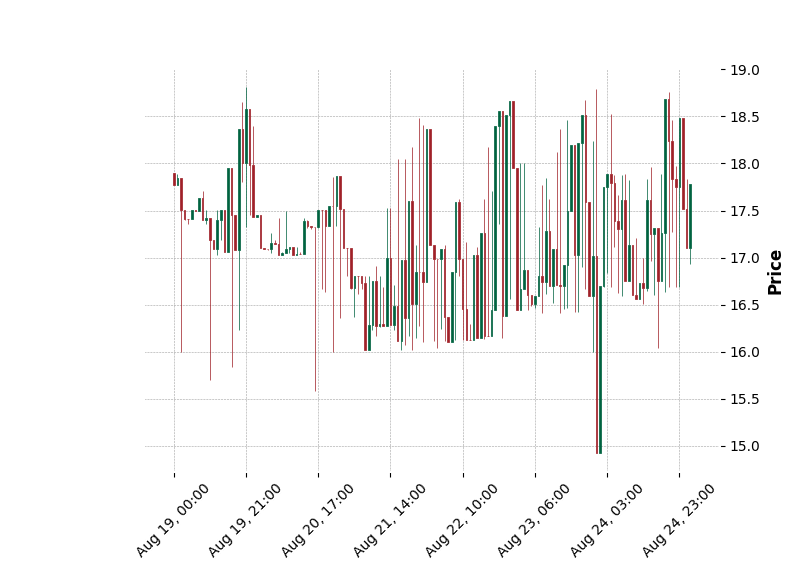 19.0
18.5
18.0
17.5
17.0
16.5
16.0
15.5
15.0
Price
Aug 19, 00:00
Aug 19, 21:00
Aug 20, 17:00
Aug 21, 14:00
Aug 22, 10:00
Aug 23, 06:00
Aug 24, 03:00
Aug 24, 23:00